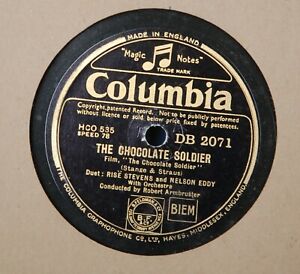 MADE IN ENGLAND
"Magic Notes"
TRADE MARK
Columbia
Copyright, patented Record. Not to be publicly performed
without licence or sold below the price
fixed by patentees.
HCO 535
SPEED 78
DB 2071
THE CHOCOLATE SOLDIER
Film, "The Chocolate Soldier"
(Stange & Straus)
Duet: RISE STEVENS and NELSON EDDY
With Orchestra
Conducted by Robert Armbruster
BIEM
THE COLUMBIA GRAPHOPHONE CO. LTD., HAYES, MIDDLESEX, ENGLAND.